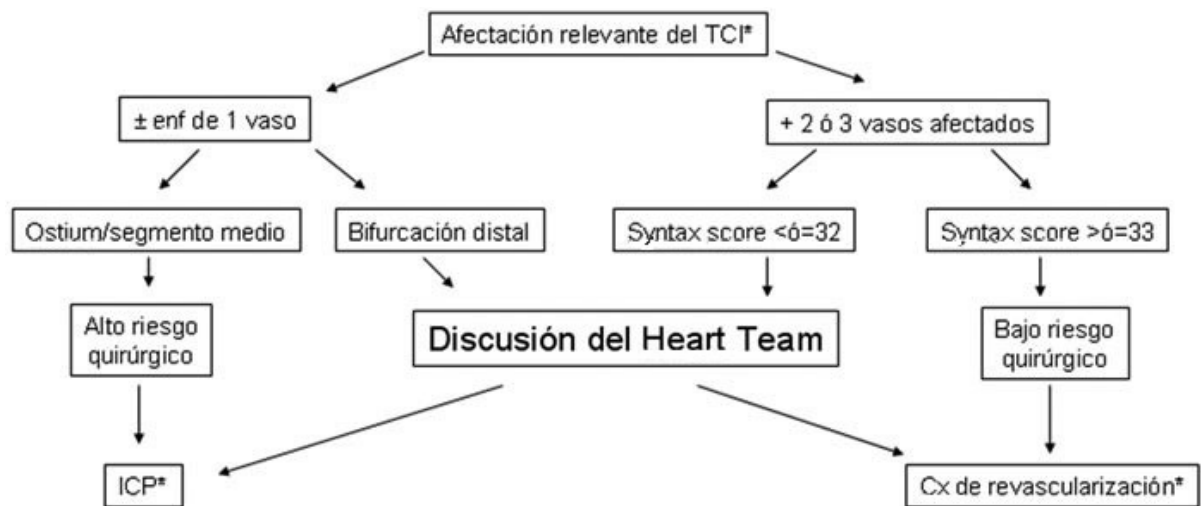 Afectación relevante del TCI*
± enf de 1 vaso
+ 2 ó 3 vasos afectados
Ostium/segmento medio
Bifurcación distal
Syntax score <ó=32
Syntax score >ó=33
Alto riesgo
quirúrgico
Discusión del Heart Team
Bajo riesgo
quirúrgico
ICP*
Cx de revascularización*